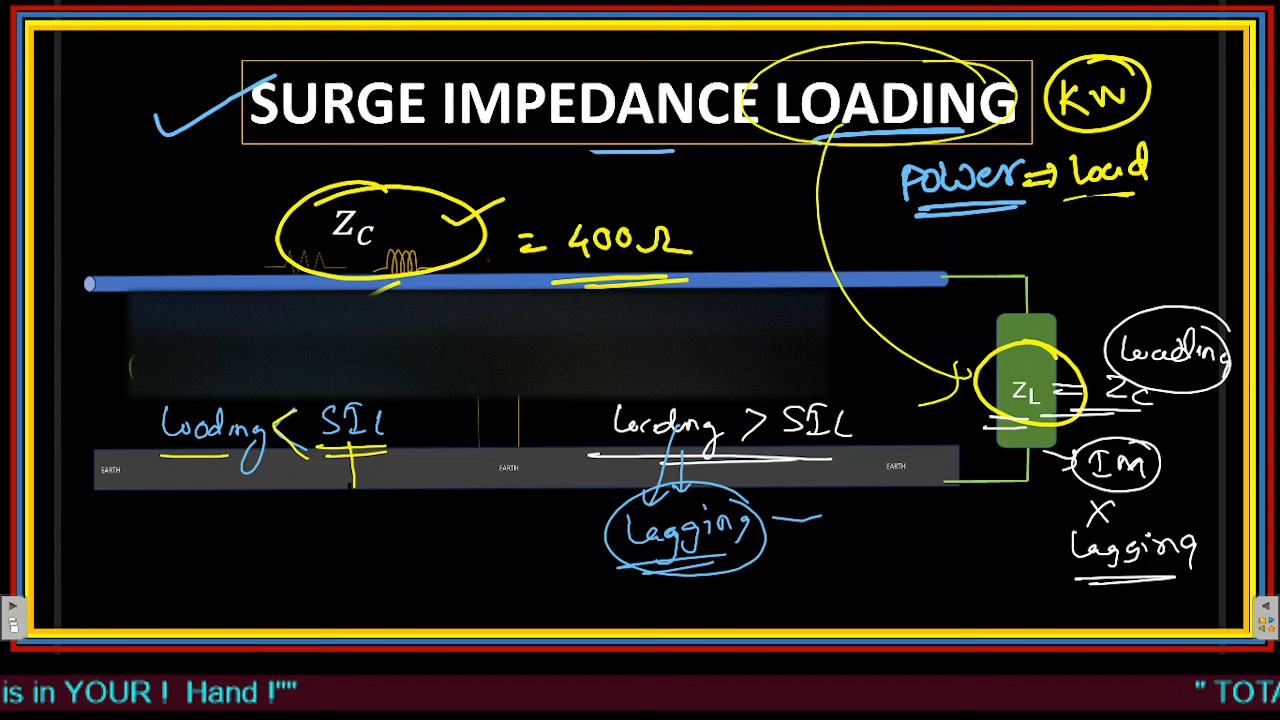 SURGE IMPEDANCE LOADING
KW
Power ⇒ load
Z_C
= 400 Ω
Loading
Z_L = Z_C
Loading < SIL
Loading > SIL
EARTH
EARTH
EARTH
IM
X
Lagging
Lagging
is in YOUR ! Hand !""
" TOTA